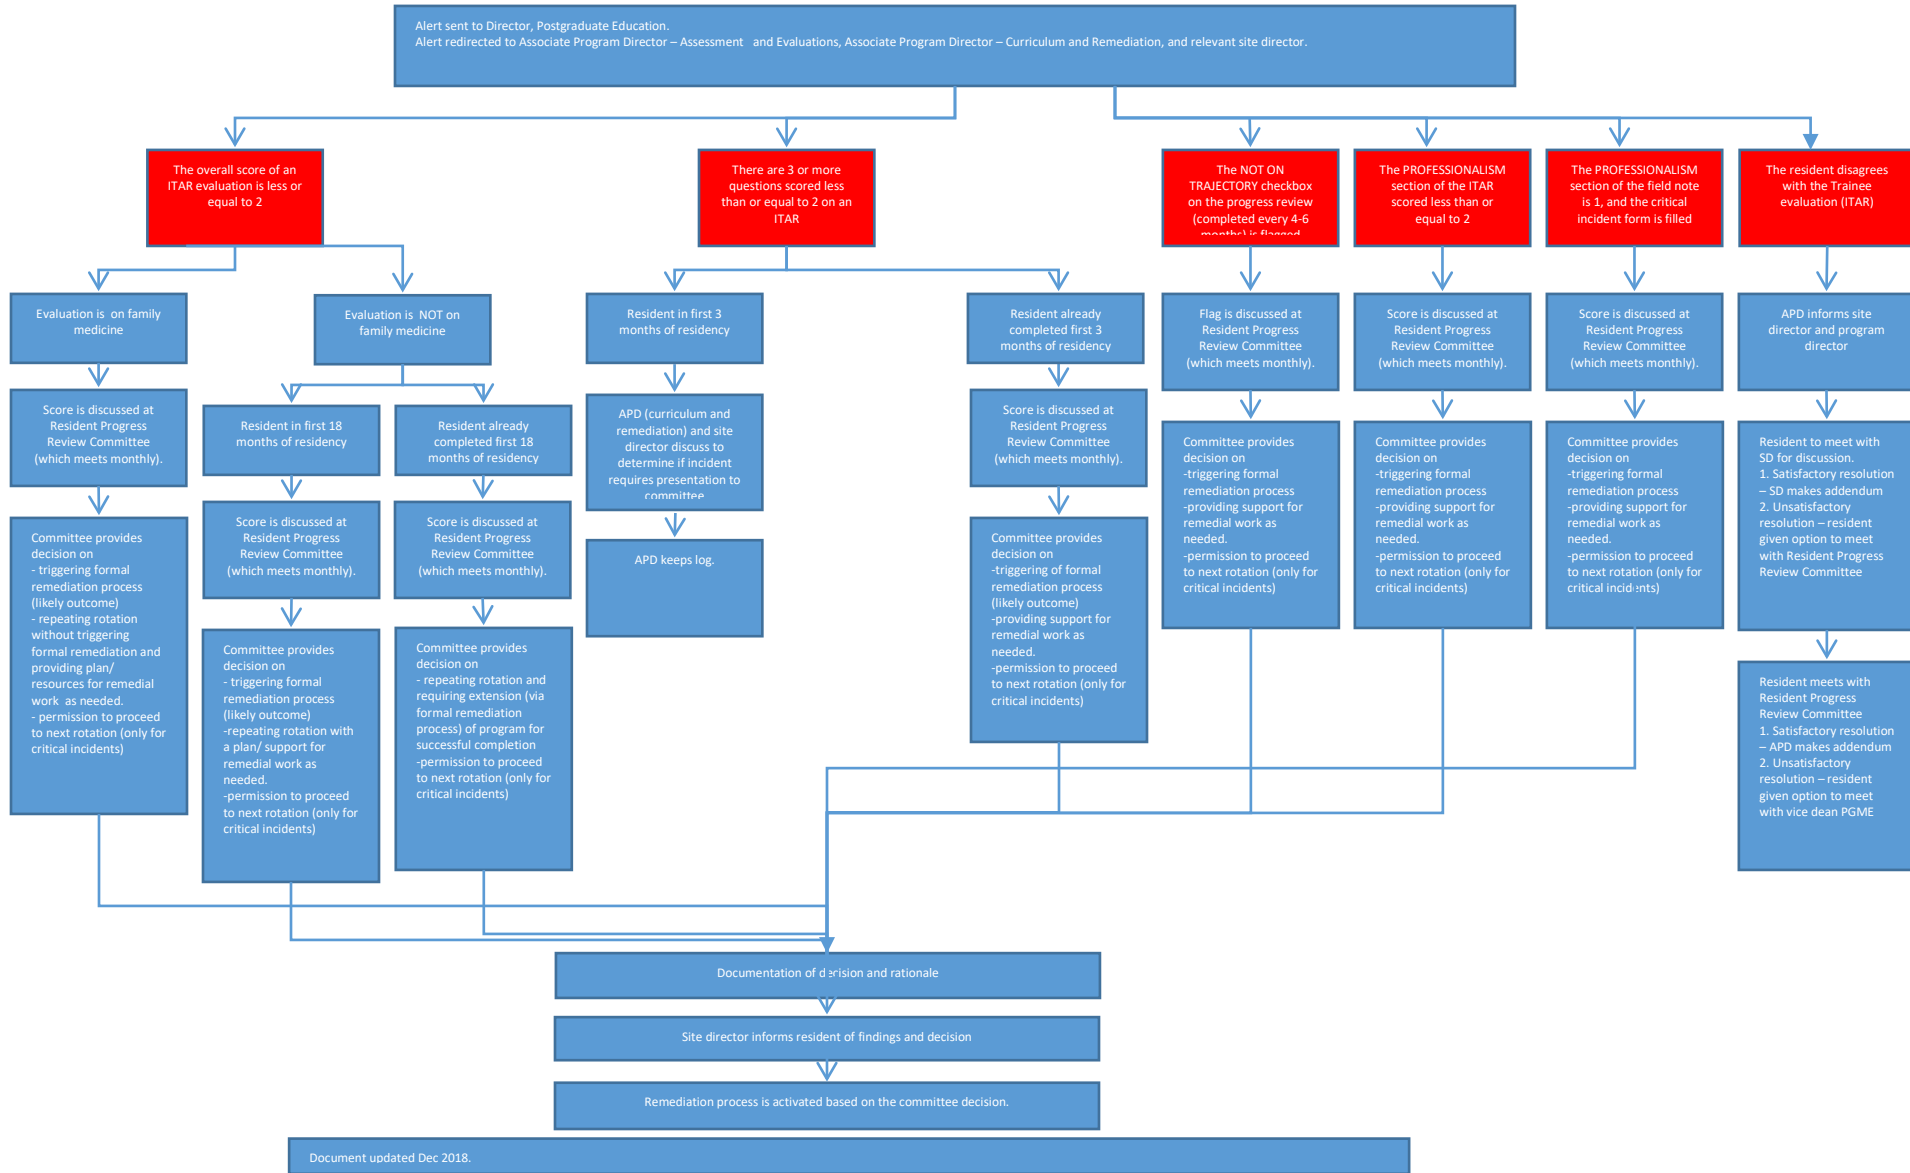 Alert sent to Director, Postgraduate Education.
Alert redirected to Associate Program Director – Assessment and Evaluations, Associate Program Director – Curriculum and Remediation, and relevant site director.
The overall score of an
ITAR evaluation is less or
equal to 2
There are 3 or more
questions scored less
than or equal to 2 on an
ITAR
The NOT ON
TRAJECTORY checkbox
on the progress review
(completed every 4-6
months) is flagged
The PROFESSIONALISM
section of the ITAR
scored less than or
equal to 2
The PROFESSIONALISM
section of the field note
is 1, and the critical
incident form is filled
The resident disagrees
with the Trainee
evaluation (ITAR)
Evaluation is on family
medicine
Evaluation is NOT on
family medicine
Resident in first 3
months of residency
Resident already
completed first 3
months of residency
Flag is discussed at
Resident Progress
Review Committee
(which meets monthly).
Score is discussed at
Resident Progress
Review Committee
(which meets monthly).
Score is discussed at
Resident Progress
Review Committee
(which meets monthly).
APD informs site
director and program
director
Score is discussed at
Resident Progress
Review Committee
(which meets monthly).
Resident in first 18
months of residency
Resident already
completed first 18
months of residency
APD (curriculum and
remediation) and site
director discuss to
determine if incident
requires presentation to
committee
Score is discussed at
Resident Progress
Review Committee
(which meets monthly).
Committee provides
decision on
-triggering formal
remediation process
-providing support for
remedial work as
needed.
-permission to proceed
to next rotation (only for
critical incidents)
Committee provides
decision on
-triggering formal
remediation process
-providing support for
remedial work as
needed.
-permission to proceed
to next rotation (only for
critical incidents)
Committee provides
decision on
-triggering formal
remediation process
-providing support for
remedial work as
needed.
-permission to proceed
to next rotation (only for
critical incidents)
Resident to meet with
SD for discussion.
1. Satisfactory resolution
– SD makes addendum
2. Unsatisfactory
resolution – resident
given option to meet
with Resident Progress
Review Committee
Committee provides
decision on
- triggering formal
remediation process
(likely outcome)
- repeating rotation
without triggering
formal remediation and
providing plan/
resources for remedial
work as needed.
- permission to proceed
to next rotation (only for
critical incidents)
Score is discussed at
Resident Progress
Review Committee
(which meets monthly).
Score is discussed at
Resident Progress
Review Committee
(which meets monthly).
APD keeps log.
Committee provides
decision on
-triggering of formal
remediation process
(likely outcome)
-providing support for
remedial work as
needed.
-permission to proceed
to next rotation (only for
critical incidents)
Committee provides
decision on
- triggering formal
remediation process
(likely outcome)
-repeating rotation with
a plan/ support for
remedial work as
needed.
-permission to proceed
to next rotation (only for
critical incidents)
Committee provides
decision on
- repeating rotation and
requiring extension (via
formal remediation
process) of program for
successful completion
-permission to proceed
to next rotation (only for
critical incidents)
Resident meets with
Resident Progress
Review Committee
1. Satisfactory resolution
– APD makes addendum
2. Unsatisfactory
resolution – resident
given option to meet
with vice dean PGME
Documentation of decision and rationale
Site director informs resident of findings and decision
Remediation process is activated based on the committee decision.
Document updated Dec 2018.